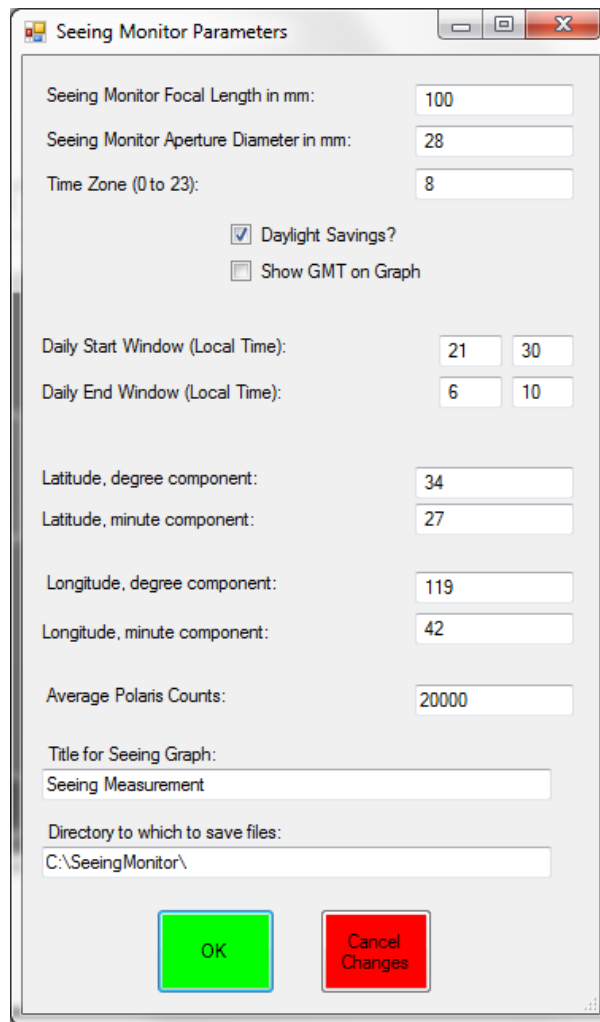 Seeing Monitor Parameters
Seeing Monitor Focal Length in mm: 100
Seeing Monitor Aperture Diameter in mm: 28
Time Zone (0 to 23): 8
Daylight Savings?
Show GMT on Graph
Daily Start Window (Local Time): 21 30
Daily End Window (Local Time): 6 10
Latitude, degree component: 34
Latitude, minute component: 27
Longitude, degree component: 119
Longitude, minute component: 42
Average Polaris Counts: 20000
Title for Seeing Graph:
Seeing Measurement
Directory to which to save files:
C:\SeeingMonitor\
OK
Cancel
Changes